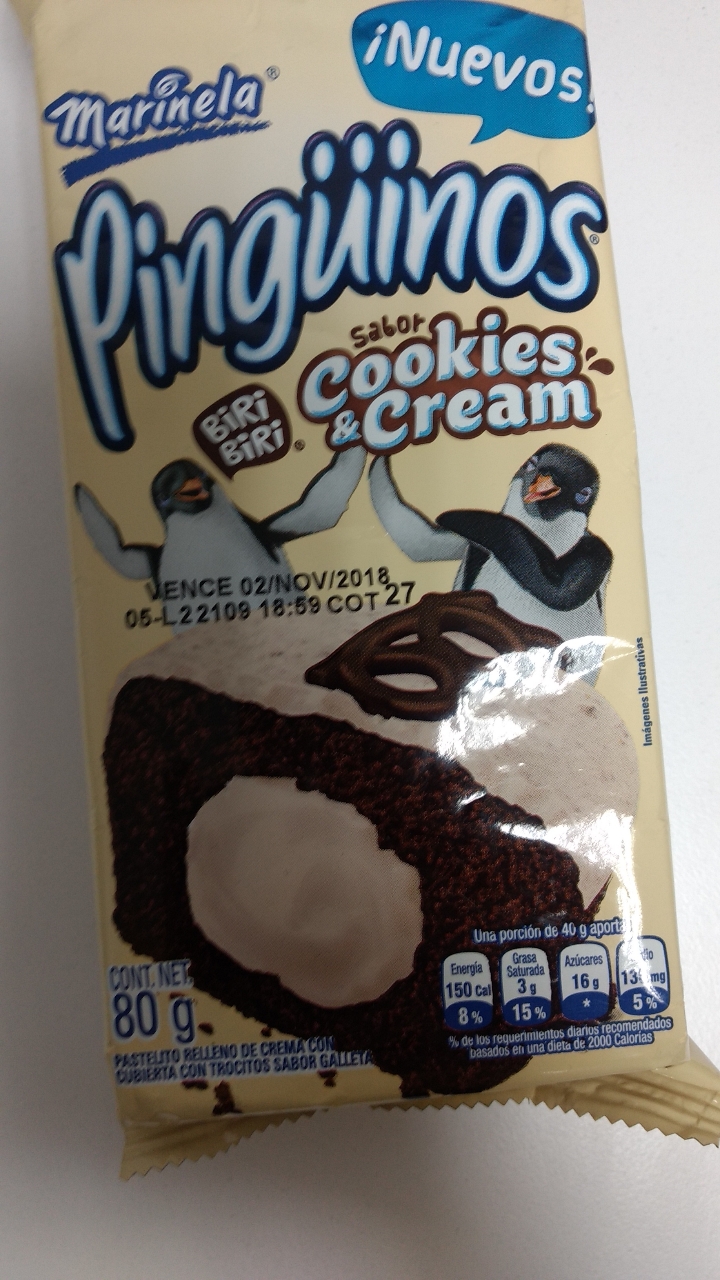 ¡Nuevos!
Marinela®
Pingüinos®
Sabor
Cookies
&Cream
BiRi
BiRi®
VENCE 02/NOV/2018
05-L22109 18:59 COT 27
Imágenes Ilustrativas
Una porción de 40 g aporta
Energía
150 Cal
8%
Grasa
Saturada
3 g
15%
Azúcares
16 g
*
mg
5%
% de los requerimientos diarios recomendados
basados en una dieta de 2000 Calorías
CONT. NET.
80 g
PASTELITO RELLENO DE CREMA CON
CUBIERTA CON TROCITOS SABOR GALLETA